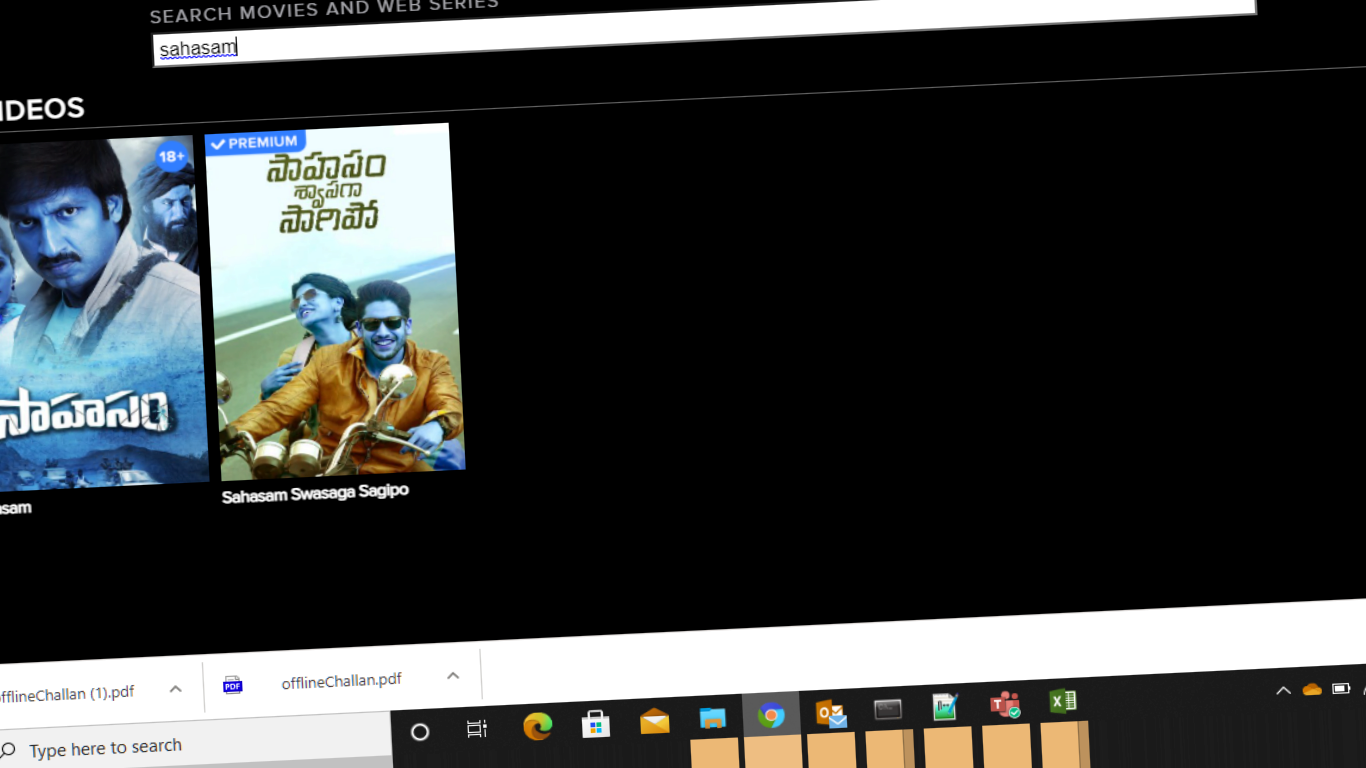 SEARCH MOVIES AND WEB SERIES
sahasam
IDEOS
18+
PREMIUM
సాహసం
శ్వాసగా
సాగిపో
సాహసం
asam
Sahasam Swasaga Sagipo
fflineChallan (1).pdf
PDF
offlineChallan.pdf
Type here to search